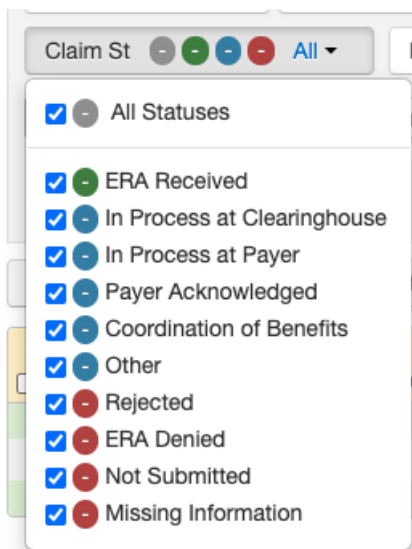 Claim St - - - - All
- All Statuses
- ERA Received
- In Process at Clearinghouse
- In Process at Payer
- Payer Acknowledged
- Coordination of Benefits
- Other
- Rejected
- ERA Denied
- Not Submitted
- Missing Information